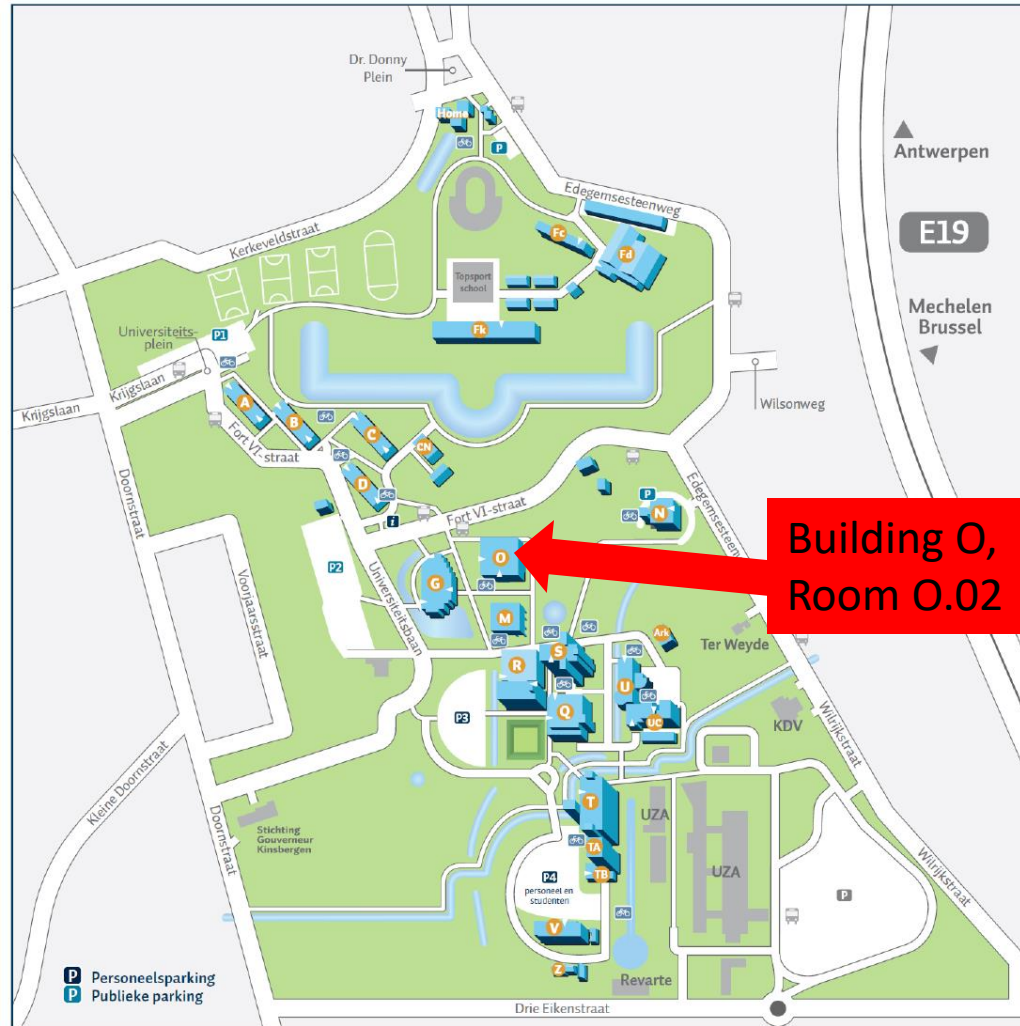 Dr. Donny
Plein
Home
P
Antwerpen
Edegemsesteenweg
E19
Kerkeveldstraat
Fc
Fd
Topsport
school
Mechelen
Brussel
Fk
Universiteits-
plein
P1
Krijgslaan
Krijgslaan
Wilsonweg
A
B
C
CN
Fort VI-straat
D
Doornstraat
Edegemsesteenweg
P
N
i
Fort VI-straat
Building O,
Room O.02
O
P2
G
Universiteitsbaan
Voorjaarsstraat
M
Ark
Ter Weyde
S
R
U
Q
UC
P3
KDV
Wilrijkstraat
Kleine Doornstraat
Doornstraat
T
UZA
Stichting
Gouverneur
Kinsbergen
TA
UZA
TB
P4
personeel en
studenten
P
Wilrijkstraat
V
Z
Revarte
P Personeelsparking
P Publieke parking
Drie Eikenstraat